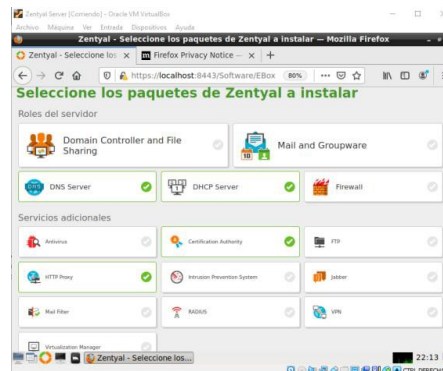 Zentyal Server [Corriendo] - Oracle VM VirtualBox
Archivo Máquina Ver Entrada Dispositivos Ayuda
Zentyal - Seleccione los paquetes de Zentyal a instalar — Mozilla Firefox
Zentyal - Seleccione los
Firefox Privacy Notice —
https://localhost:8443/Software/EBox
80%
Seleccione los paquetes de Zentyal a instalar
Roles del servidor
Domain Controller and File Sharing
Mail and Groupware
DNS Server
DHCP Server
Firewall
Servicios adicionales
Antivirus
Certification Authority
FTP
HTTP Proxy
Intrusion Prevention System
Jabber
Mail Filter
RADIUS
VPN
Virtualization Manager
Zentyal - Seleccione los...
22:13
CTRL DERECHA